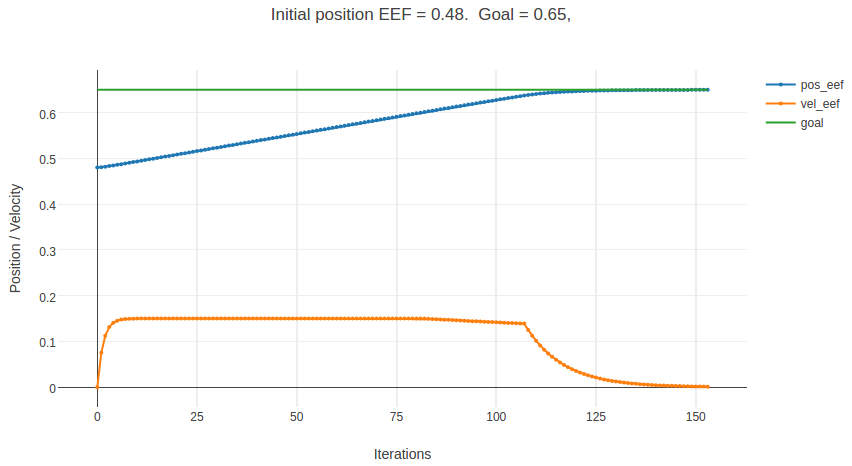 Initial position EEF = 0.48.  Goal = 0.65,
pos_eef
vel_eef
goal
Position / Velocity
0.6
0.5
0.4
0.3
0.2
0.1
0
0
25
50
75
100
125
150
Iterations